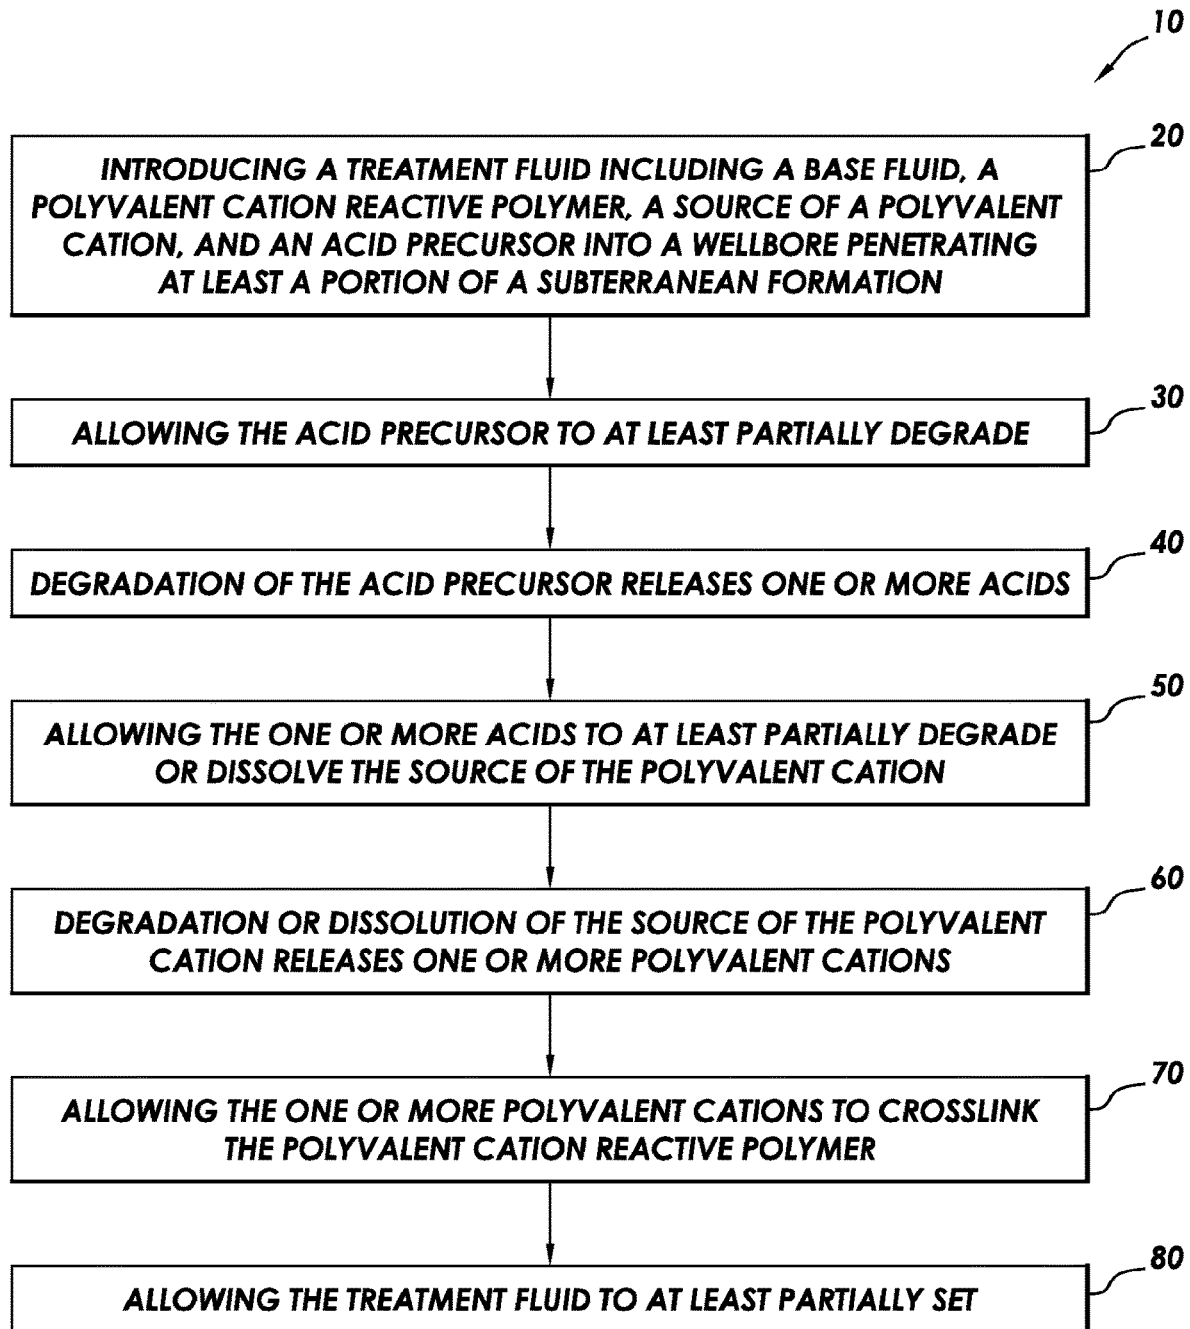 10
20
INTRODUCING A TREATMENT FLUID INCLUDING A BASE FLUID, A
POLYVALENT CATION REACTIVE POLYMER, A SOURCE OF A POLYVALENT
CATION, AND AN ACID PRECURSOR INTO A WELLBORE PENETRATING
AT LEAST A PORTION OF A SUBTERRANEAN FORMATION
30
ALLOWING THE ACID PRECURSOR TO AT LEAST PARTIALLY DEGRADE
40
DEGRADATION OF THE ACID PRECURSOR RELEASES ONE OR MORE ACIDS
50
ALLOWING THE ONE OR MORE ACIDS TO AT LEAST PARTIALLY DEGRADE
OR DISSOLVE THE SOURCE OF THE POLYVALENT CATION
60
DEGRADATION OR DISSOLUTION OF THE SOURCE OF THE POLYVALENT
CATION RELEASES ONE OR MORE POLYVALENT CATIONS
70
ALLOWING THE ONE OR MORE POLYVALENT CATIONS TO CROSSLINK
THE POLYVALENT CATION REACTIVE POLYMER
80
ALLOWING THE TREATMENT FLUID TO AT LEAST PARTIALLY SET